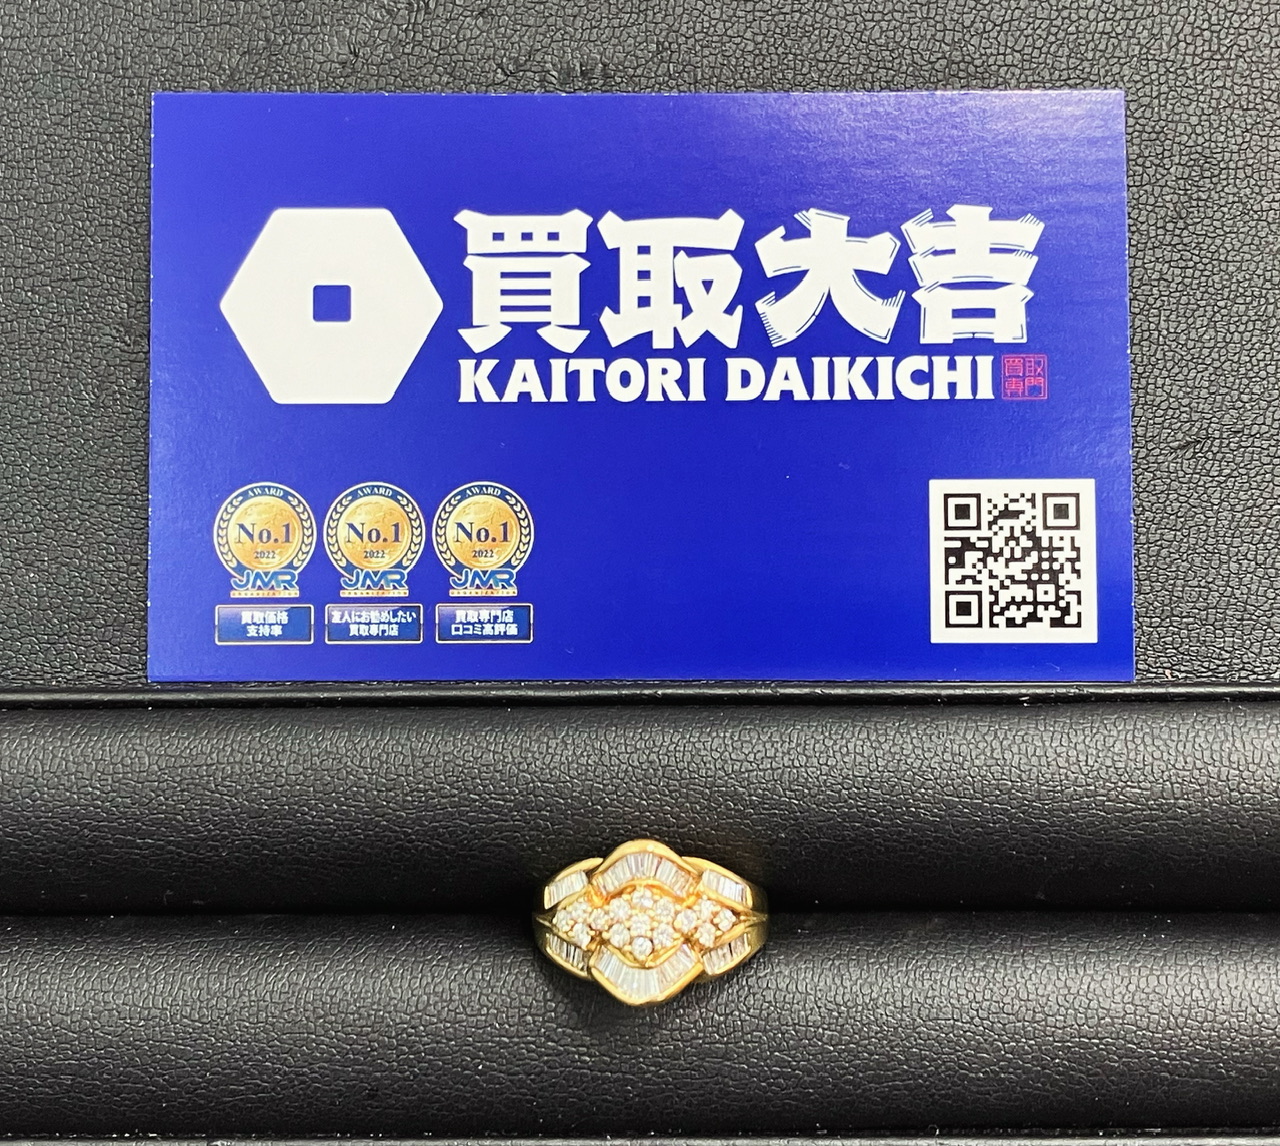 買取大吉
KAITORI DAIKICHI
買取
専門
AWARD
No.1
2022
JMR
ORGANIZATION
買取価格
支持率
AWARD
No.1
2022
JMR
ORGANIZATION
友人にお勧めしたい
買取専門店
AWARD
No.1
2022
JMR
ORGANIZATION
買取専門店
口コミ高評価